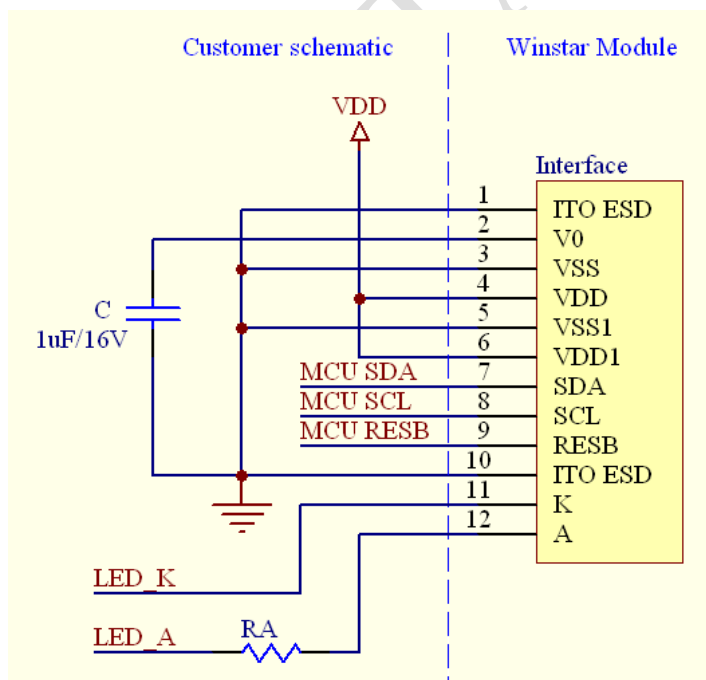 Customer schematic
Winstar Module
VDD
Interface
1 ITO ESD
2 V0
3 VSS
4 VDD
5 VSS1
6 VDD1
C
1uF/16V
MCU SDA 7 SDA
MCU SCL 8 SCL
MCU RESB 9 RESB
10 ITO ESD
11 K
12 A
LED_K
LED_A RA